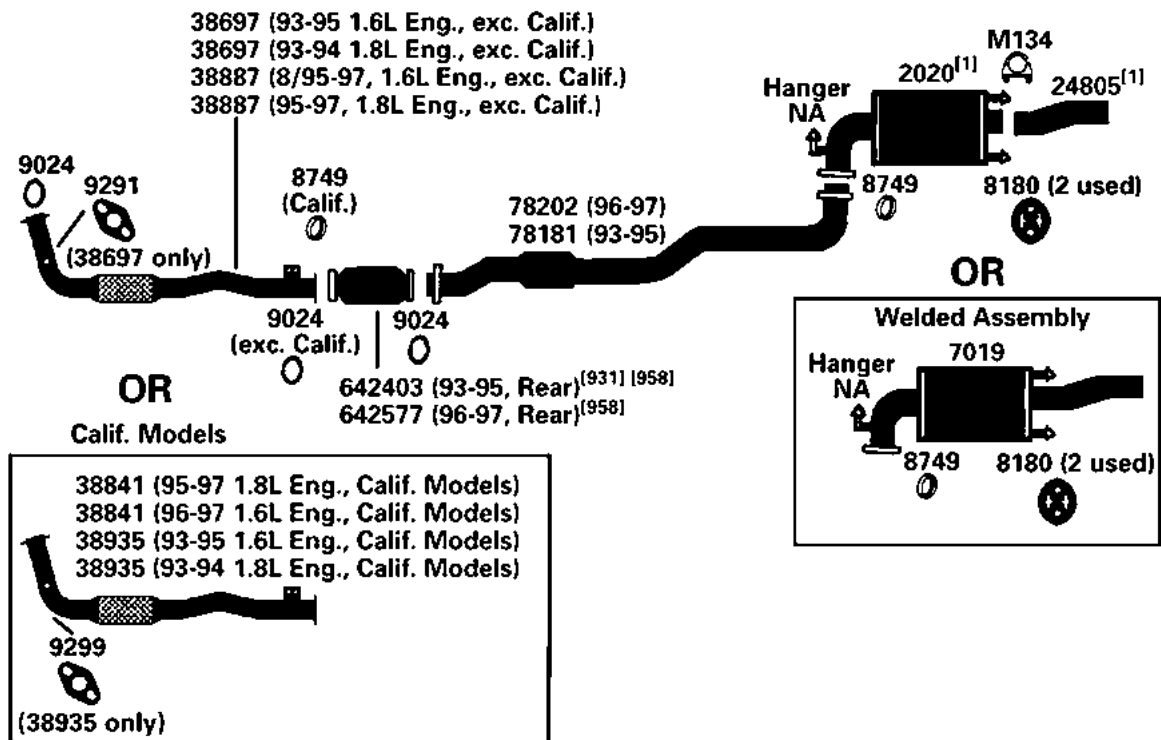 38697 (93-95 1.6L Eng., exc. Calif.)
38697 (93-94 1.8L Eng., exc. Calif.)
38887 (8/95-97, 1.6L Eng., exc. Calif.)
38887 (95-97, 1.8L Eng., exc. Calif.)
M134
2020[1]
24805[1]
Hanger
NA
9024
9291
(38697 only)
8749
(Calif.)
78202 (96-97)
78181 (93-95)
8749
8180 (2 used)
OR
9024
(exc. Calif.)
9024
642403 (93-95, Rear)[931] [958]
642577 (96-97, Rear)[958]
Welded Assembly
7019
Hanger
NA
8749
8180 (2 used)
OR
Calif. Models
38841 (95-97 1.8L Eng., Calif. Models)
38841 (96-97 1.6L Eng., Calif. Models)
38935 (93-95 1.6L Eng., Calif. Models)
38935 (93-94 1.8L Eng., Calif. Models)
9299
(38935 only)